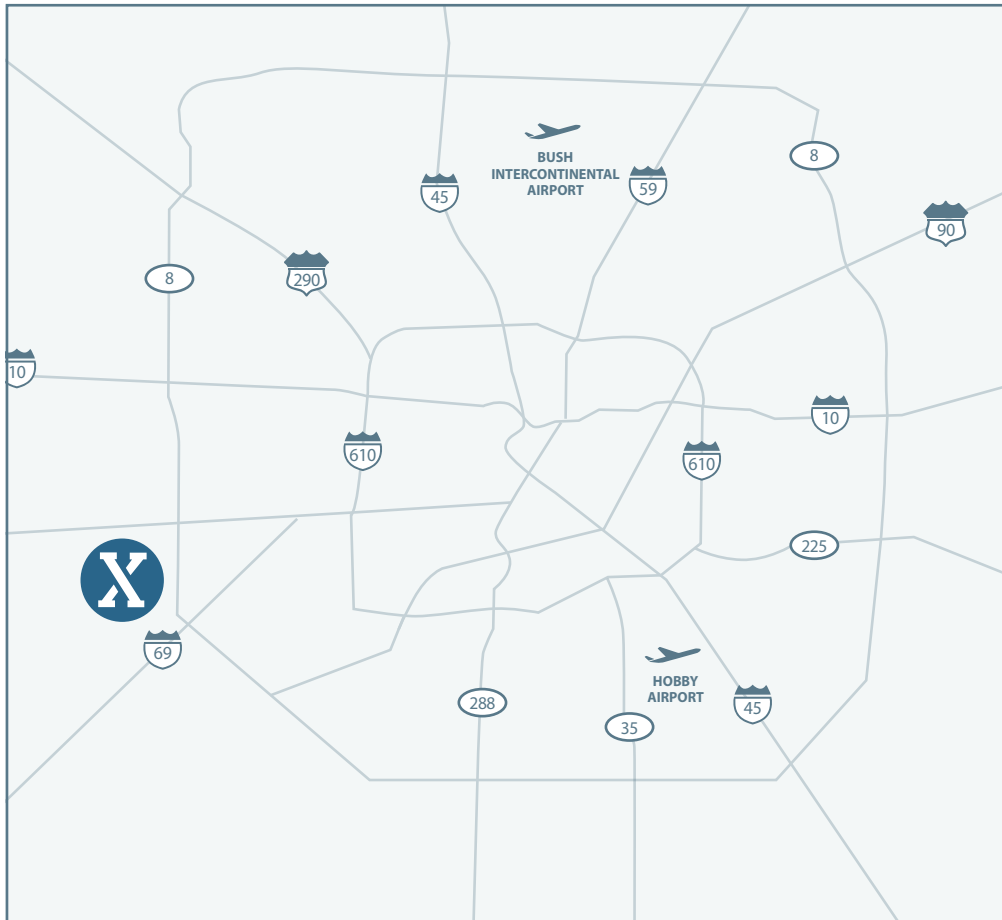 8
BUSH
INTERCONTINENTAL
AIRPORT
45
59
90
290
8
10
10
610
610
225
X
69
HOBBY
AIRPORT
288
45
35